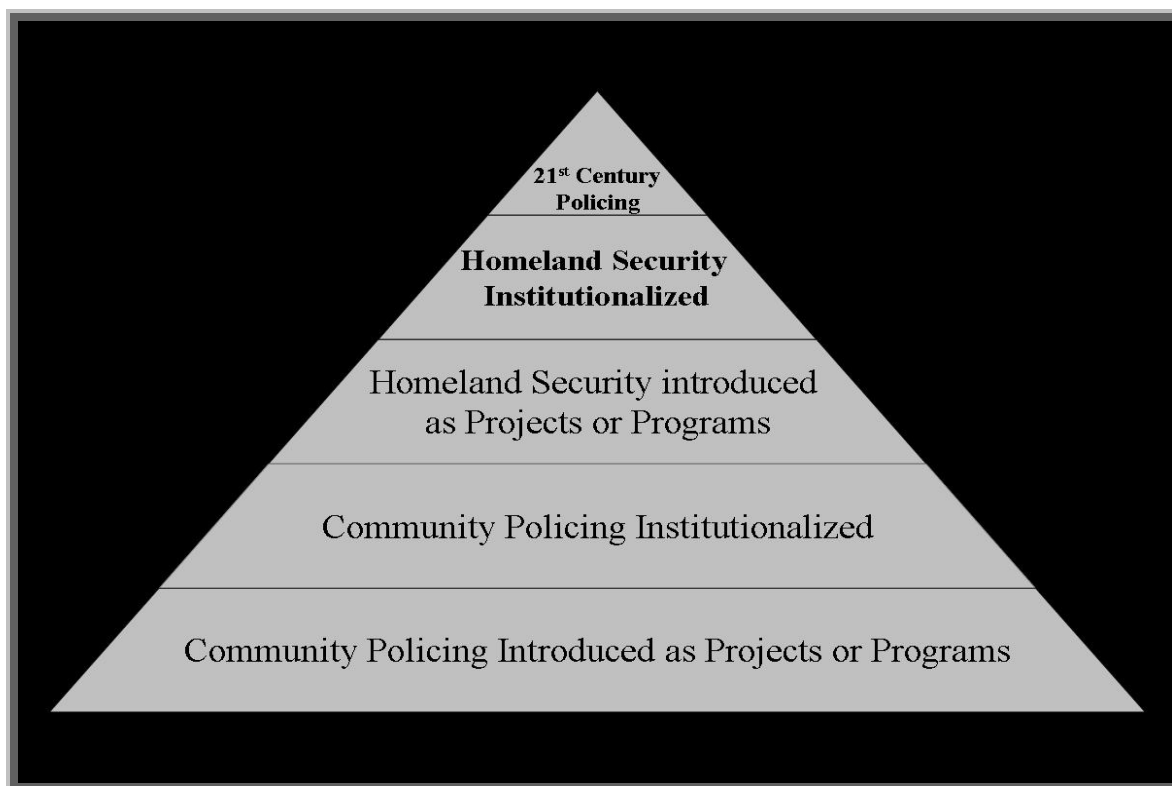 21st Century
Policing
Homeland Security
Institutionalized
Homeland Security introduced
as Projects or Programs
Community Policing Institutionalized
Community Policing Introduced as Projects or Programs